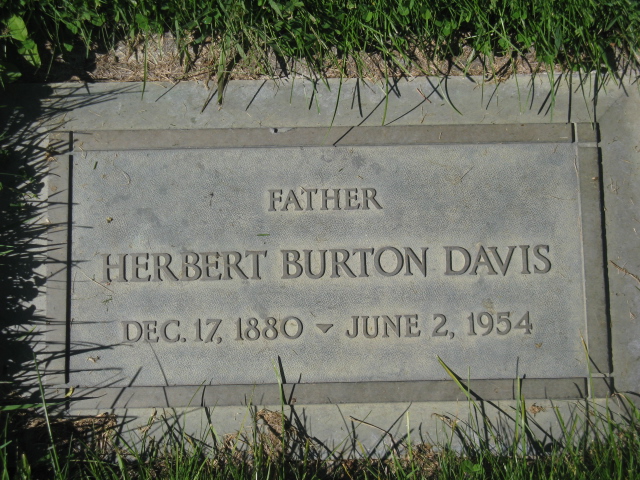 FATHER
HERBERT BURTON DAVIS
DEC. 17, 1880 - JUNE 2, 1954